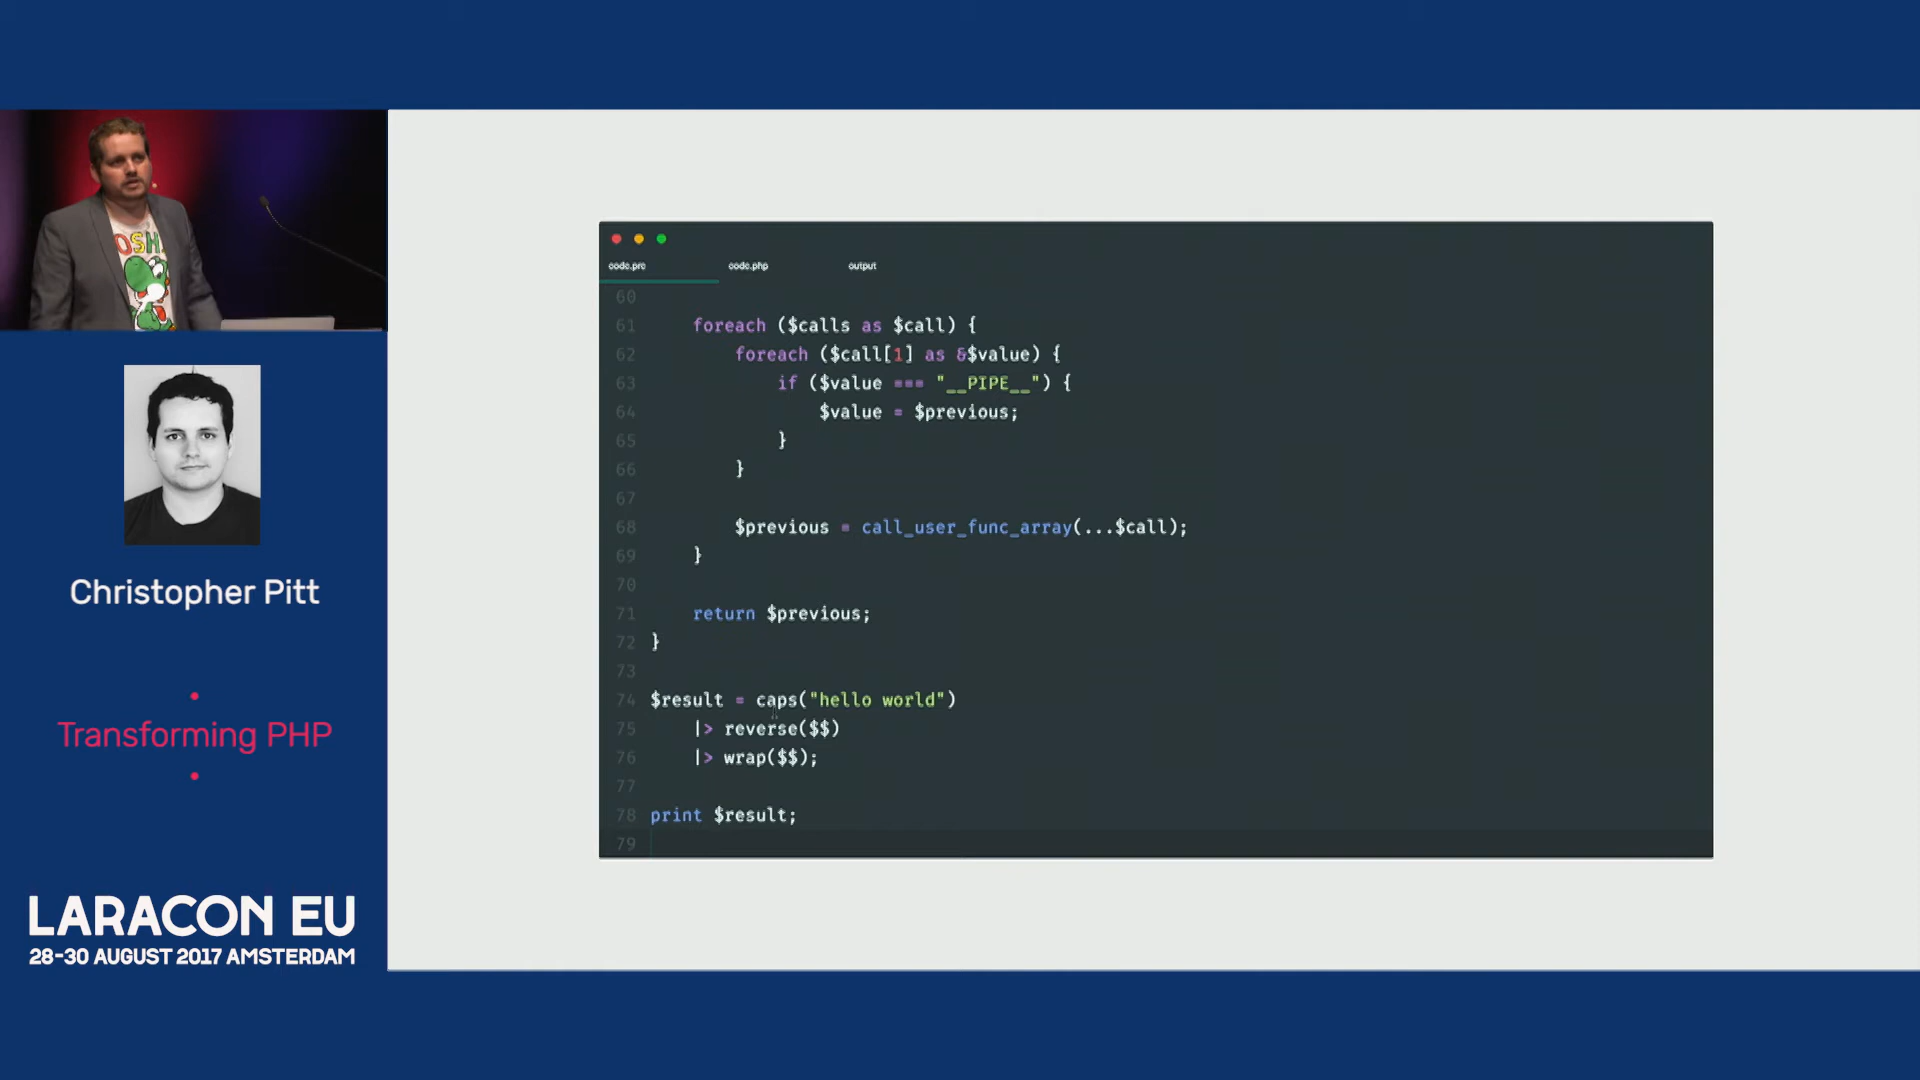 OSH
Christopher Pitt
Transforming PHP
LARACON EU
28-30 AUGUST 2017 AMSTERDAM
code.pre
code.php
output
60
61 foreach ($calls as $call) {
62 foreach ($call[1] as &$value) {
63 if ($value === "__PIPE__") {
64 $value = $previous;
65 }
66 }
67
68 $previous = call_user_func_array(...$call);
69 }
70
71 return $previous;
72 }
73
74 $result = caps("hello world")
75 |> reverse($$)
76 |> wrap($$);
77
78 print $result;
79